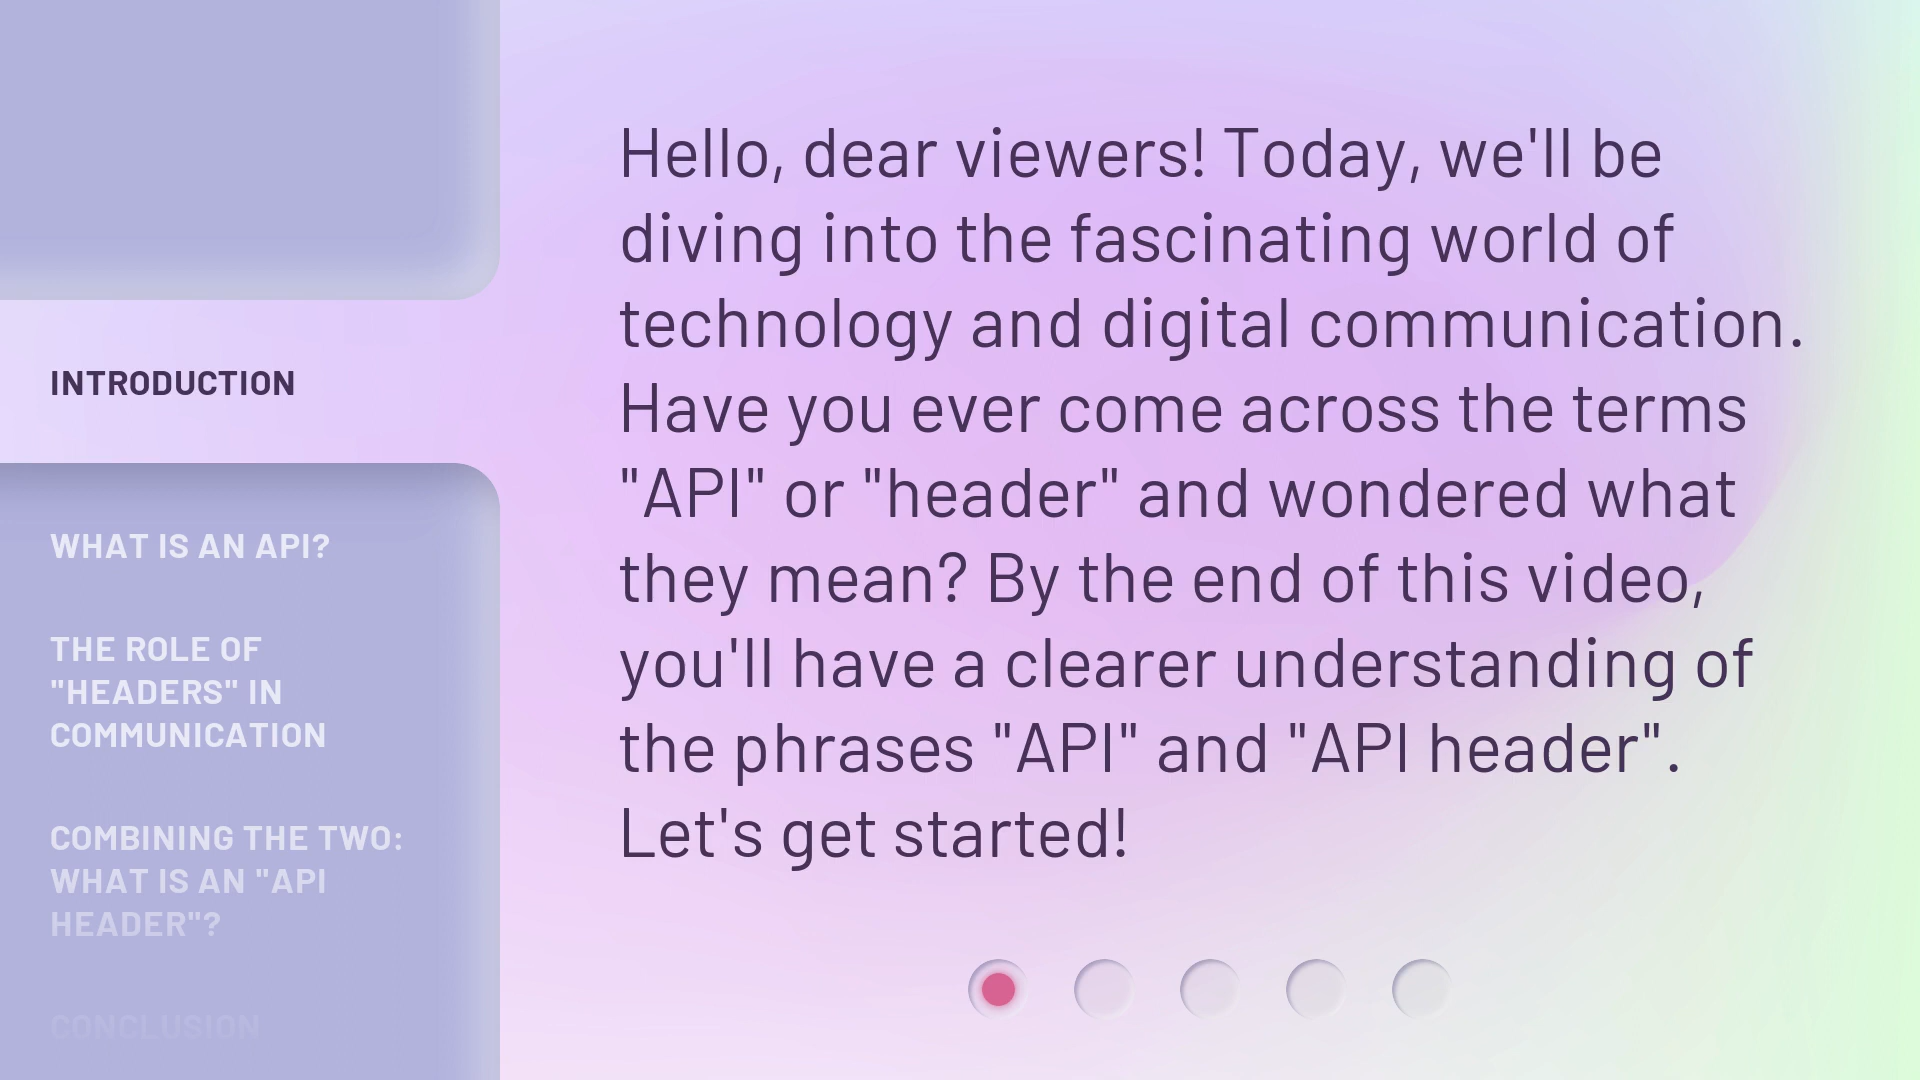 INTRODUCTION
WHAT IS AN API?
THE ROLE OF
"HEADERS" IN
COMMUNICATION
COMBINING THE TWO:
WHAT IS AN "API
HEADER"?
CONCLUSION
Hello, dear viewers! Today, we'll be
diving into the fascinating world of
technology and digital communication.
Have you ever come across the terms
"API" or "header" and wondered what
they mean? By the end of this video,
you'll have a clearer understanding of
the phrases "API" and "API header".
Let's get started!